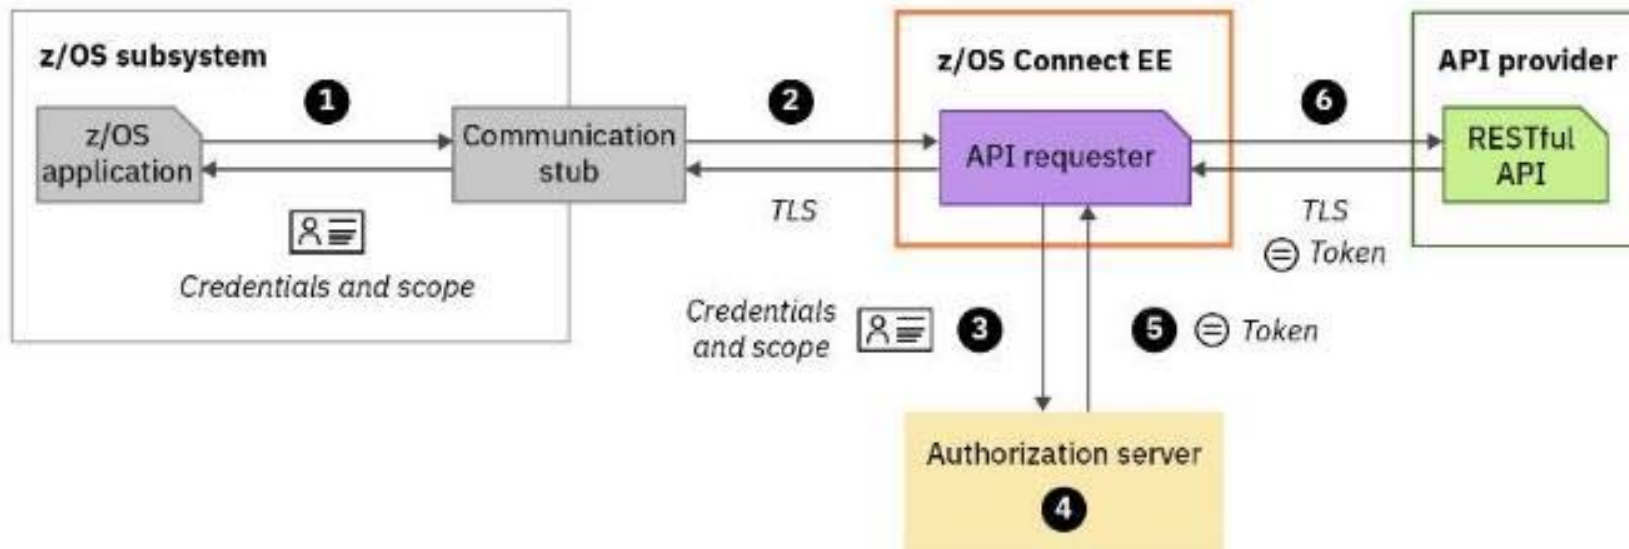 z/OS subsystem
z/OS Connect EE
API provider
1
2
6
z/OS
application
Communication
stub
API requester
RESTful
API
TLS
TLS
Token
Credentials and scope
Credentials
and scope
3
5
Token
Authorization server
4